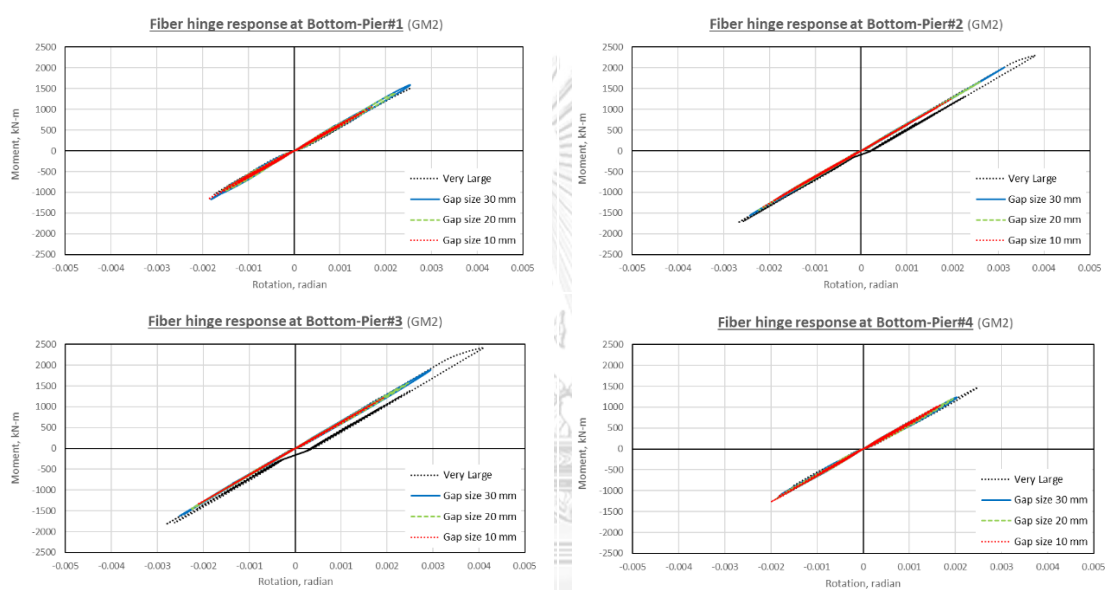 Fiber hinge response at Bottom-Pier#1 (GM2)
2500
2000
1500
1000
500
0
-500
-1000
-1500
-2000
-2500
Moment, kN-m
Very Large
Gap size 30 mm
Gap size 20 mm
Gap size 10 mm
-0.005 -0.004 -0.003 -0.002 -0.001 0 0.001 0.002 0.003 0.004 0.005
Rotation, radian
Fiber hinge response at Bottom-Pier#2 (GM2)
2500
2000
1500
1000
500
0
-500
-1000
-1500
-2000
-2500
Moment, kN-m
Very Large
Gap size 30 mm
Gap size 20 mm
Gap size 10 mm
-0.005 -0.004 -0.003 -0.002 -0.001 0 0.001 0.002 0.003 0.004 0.005
Rotation, radian
Fiber hinge response at Bottom-Pier#3 (GM2)
2500
2000
1500
1000
500
0
-500
-1000
-1500
-2000
-2500
Moment, kN-m
Very Large
Gap size 30 mm
Gap size 20 mm
Gap size 10 mm
-0.005 -0.004 -0.003 -0.002 -0.001 0 0.001 0.002 0.003 0.004 0.005
Rotation, radian
Fiber hinge response at Bottom-Pier#4 (GM2)
2500
2000
1500
1000
500
0
-500
-1000
-1500
-2000
-2500
Moment, kN-m
Very Large
Gap size 30 mm
Gap size 20 mm
Gap size 10 mm
-0.005 -0.004 -0.003 -0.002 -0.001 0 0.001 0.002 0.003 0.004 0.005
Rotation, radian